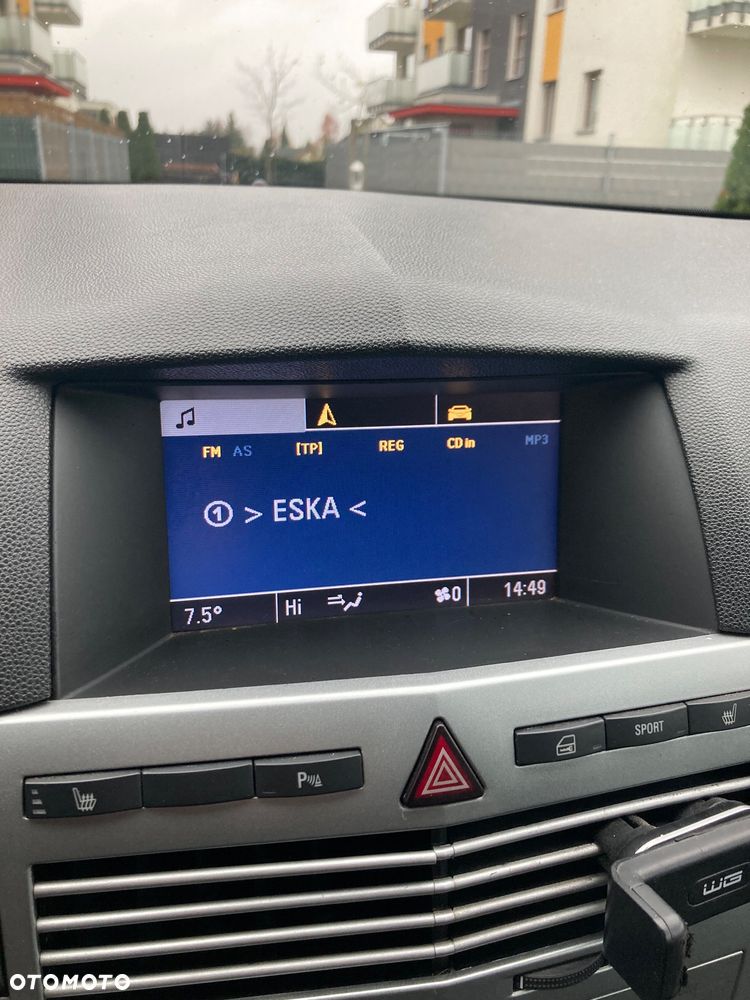 FM AS [TP] REG CD in MP3
1 > ESKA <
7.5° Hi 0 14:49
SPORT
P
WG
OTOMOTO